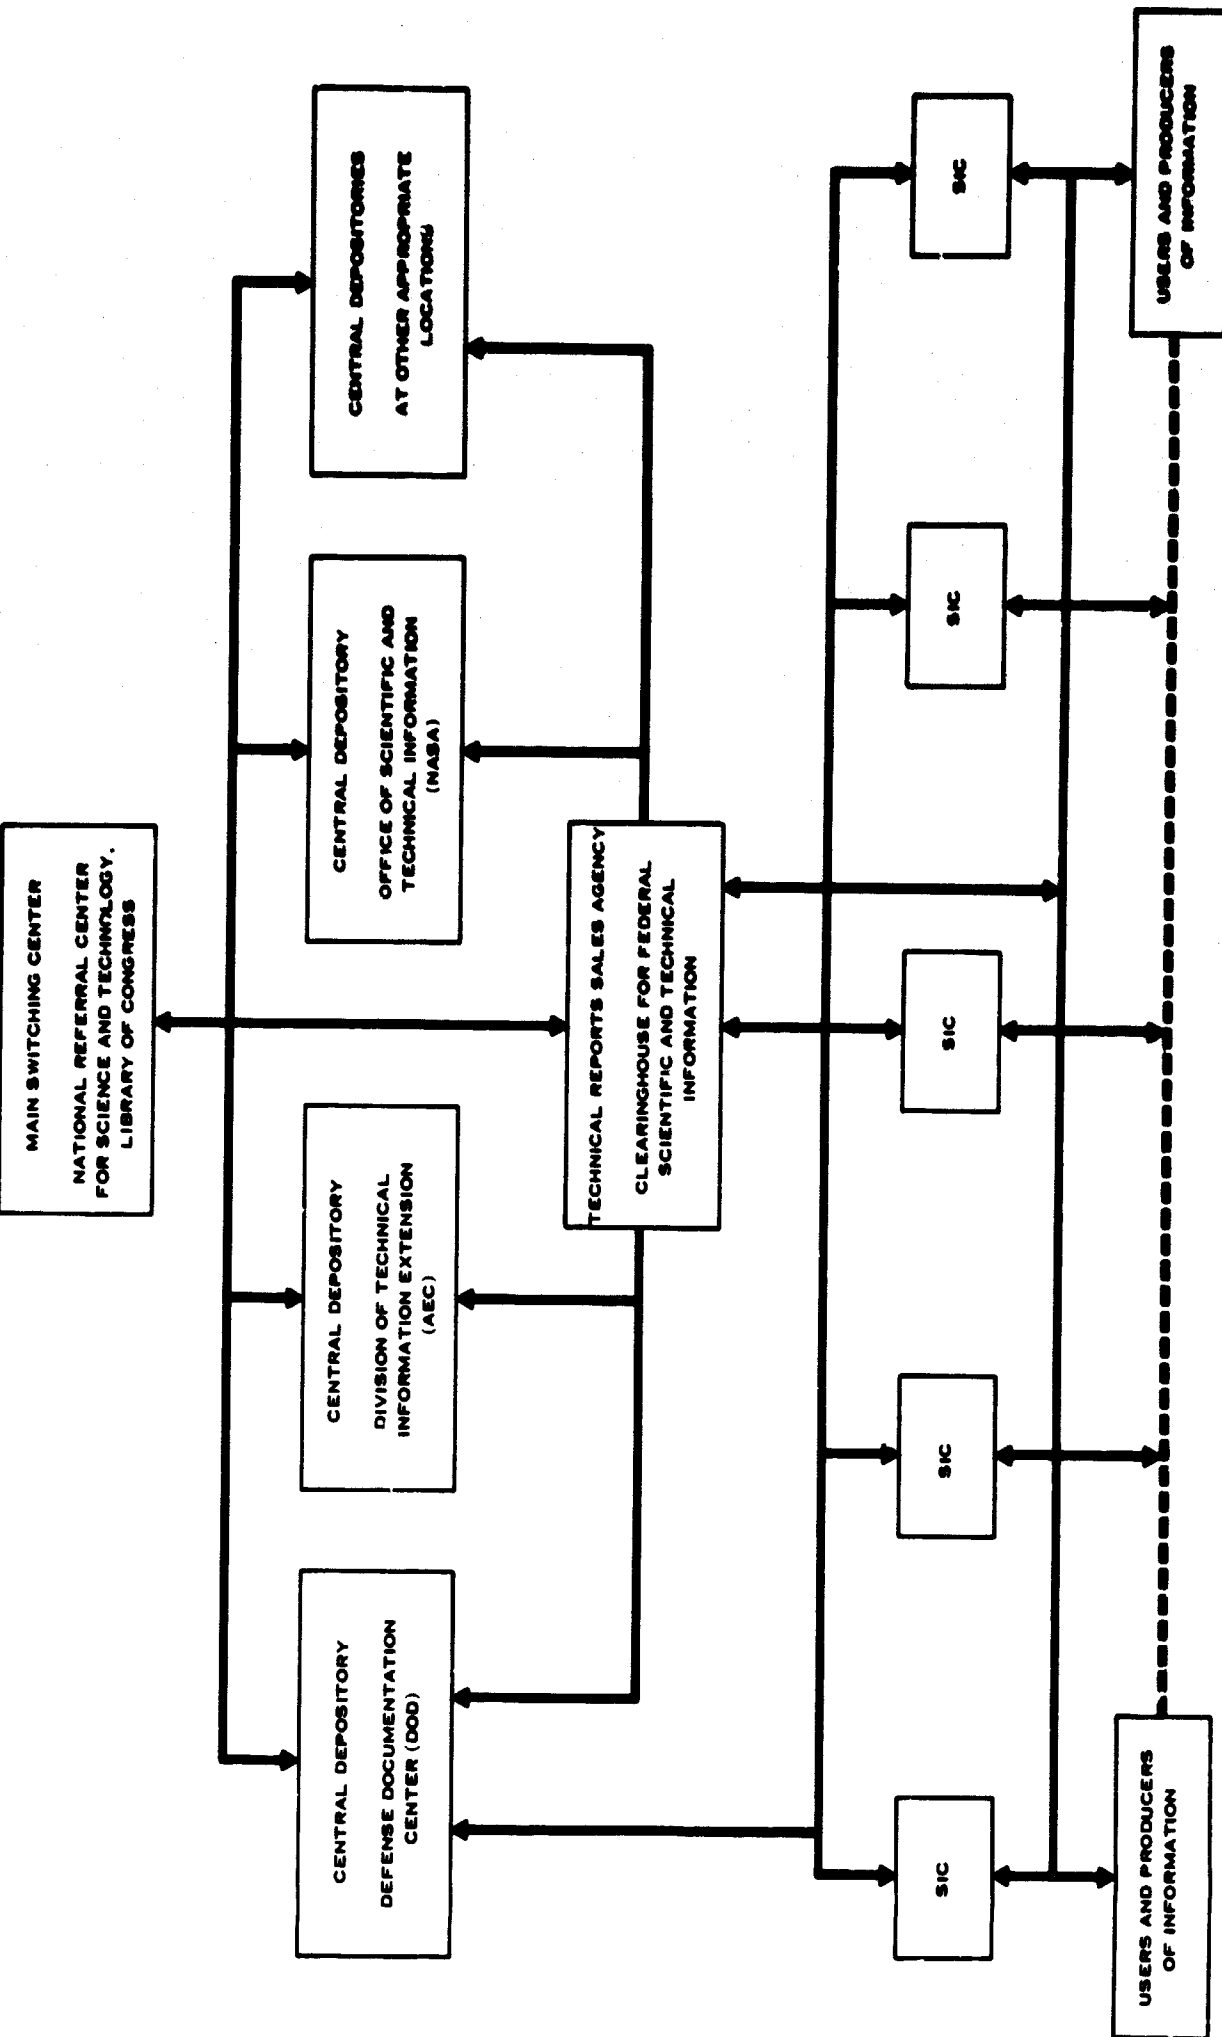 MAIN SWITCHING CENTER
NATIONAL REFERRAL CENTER
FOR SCIENCE AND TECHNOLOGY.
LIBRARY OF CONGRESS
CENTRAL DEPOSITORY
DEFENSE DOCUMENTATION
CENTER (DOD)
CENTRAL DEPOSITORY
DIVISION OF TECHNICAL
INFORMATION EXTENSION
(AEC)
CENTRAL DEPOSITORY
OFFICE OF SCIENTIFIC AND
TECHNICAL INFORMATION
(NASA)
CENTRAL DEPOSITORIES
AT OTHER APPROPRIATE
LOCATIONS
TECHNICAL REPORTS SALES AGENCY
CLEARINGHOUSE FOR FEDERAL
SCIENTIFIC AND TECHNICAL
INFORMATION
SIC
SIC
SIC
SIC
SIC
USERS AND PRODUCERS
OF INFORMATION
USERS AND PRODUCERS
OF INFORMATION